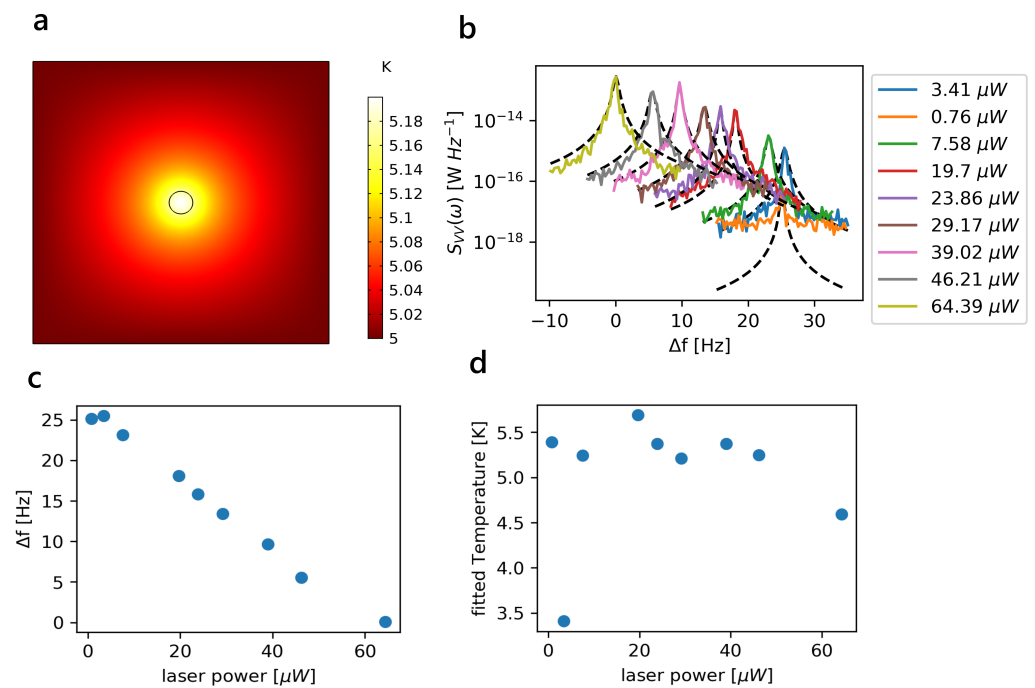 a
K
5.18
5.16
5.14
5.12
5.1
5.08
5.06
5.04
5.02
5
b
S_VV(ω) [W Hz⁻¹]
10⁻¹⁴
10⁻¹⁶
10⁻¹⁸
−10 0 10 20 30
Δf [Hz]
3.41 μW
0.76 μW
7.58 μW
19.7 μW
23.86 μW
29.17 μW
39.02 μW
46.21 μW
64.39 μW
c
Δf [Hz]
25
20
15
10
5
0
0 20 40 60
laser power [μW]
d
fitted Temperature [K]
5.5
5.0
4.5
4.0
3.5
0 20 40 60
laser power [μW]